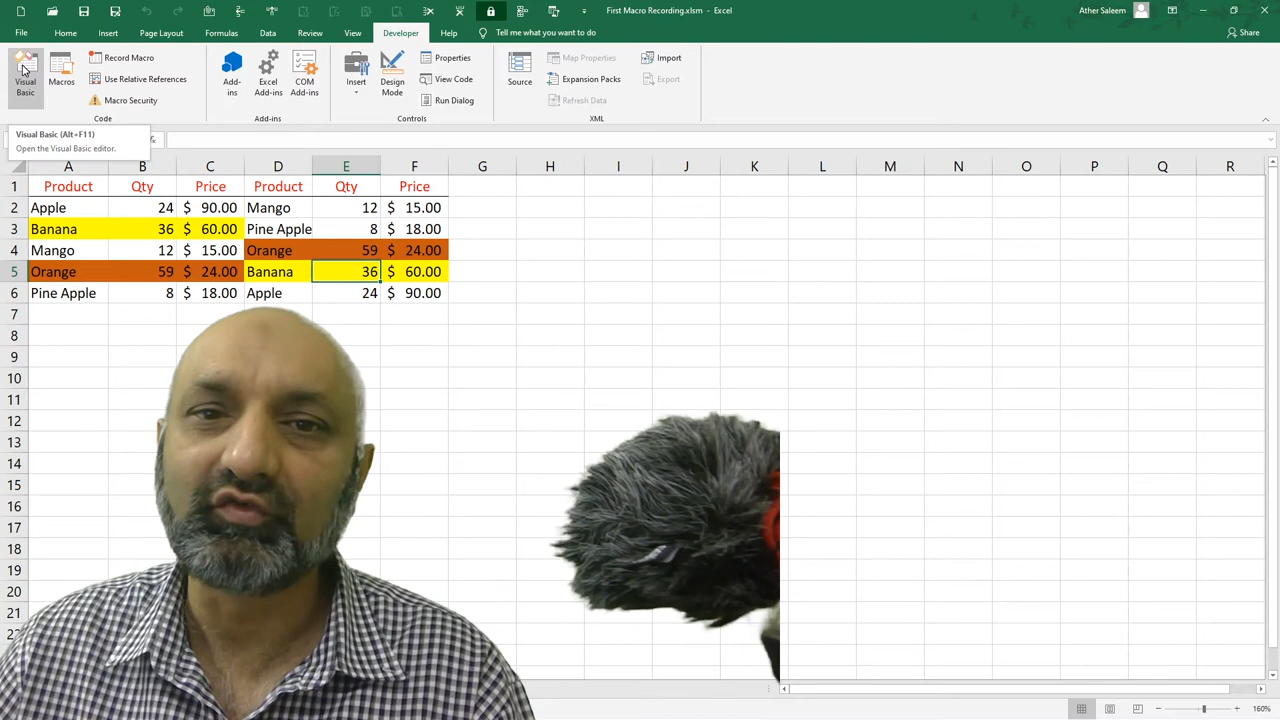 Macro Recording
First Macro Recording.xlsm - Excel
Ather Saleem
File Home Insert Page Layout Formulas Data Review View Developer Help Tell me what you want to do Share
Visual Basic
Macros
Record Macro
Use Relative References
Macro Security
Code
Add-ins
Excel Add-ins
COM Add-ins
Add-ins
Insert
Design Mode
Properties
View Code
Run Dialog
Controls
Source
Map Properties
Expansion Packs
Refresh Data
Import
Export
XML
Visual Basic (Alt+F11)
Open the Visual Basic editor.
fx
A B C D E F G H I J K L M N O P Q R
1 Product Qty Price Product Qty Price
2 Apple 24 $ 90.00 Mango 12 $ 15.00
3 Banana 36 $ 60.00 Pine Apple 8 $ 18.00
4 Mango 12 $ 15.00 Orange 59 $ 24.00
5 Orange 59 $ 24.00 Banana 36 $ 60.00
6 Pine Apple 8 $ 18.00 Apple 24 $ 90.00
7
8
9
10
11
12
13
14
15
16
17
18
19
20
21
22
160%